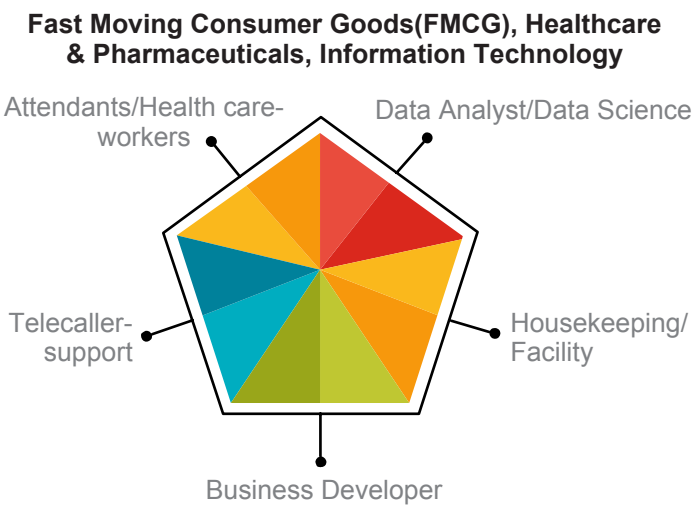 Fast Moving Consumer Goods(FMCG), Healthcare
& Pharmaceuticals, Information Technology
Attendants/Health care-
workers
Data Analyst/Data Science
Telecaller-
support
Housekeeping/
Facility
Business Developer